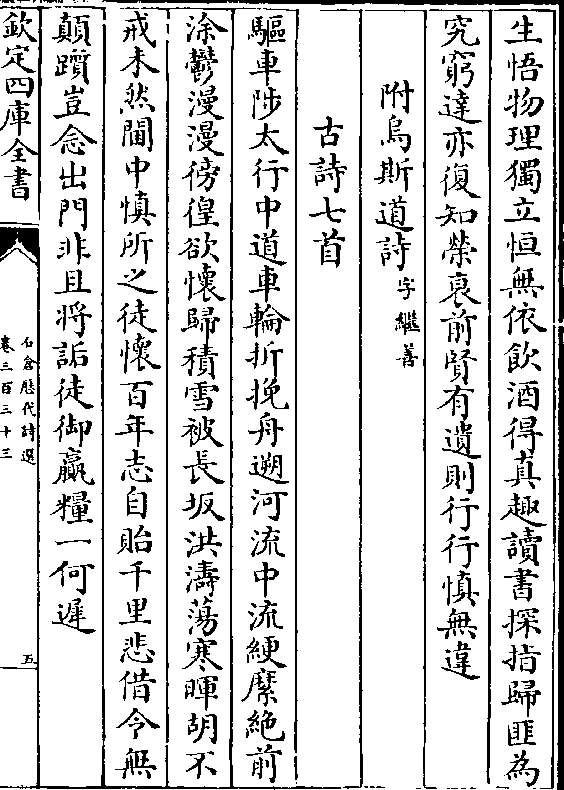 生悟物理獨立恒無依飲酒得真趣讀書探指歸匪為
究窮達亦復知榮衰前賢有遺則行行慎無違
附烏斯道詩字繼善
古詩七首
驅車陟太行中道車輪折挽舟遡河流中流綆縻絶前
涂鬱漫漫徬徨欲懷歸積雪被長坂洪濤蕩寒暉胡不
戒未然閫中慎所之徒懷百年志自貽千里悲借令無
顛躓豈念出門非且將詬徒御贏糧一何遲
欽定四庫全書
石倉歷代詩選
卷三百三十三
五